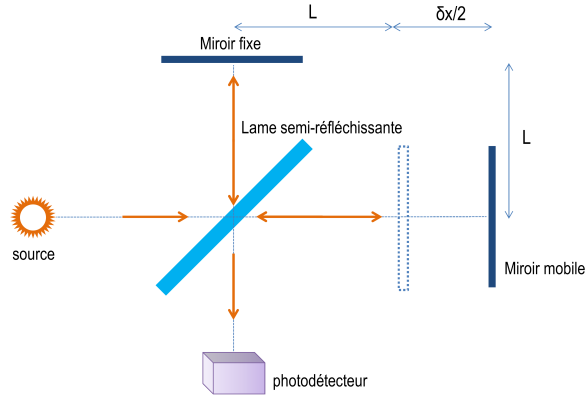 L
δx/2
Miroir fixe
Lame semi-réfléchissante
L
source
Miroir mobile
photodétecteur